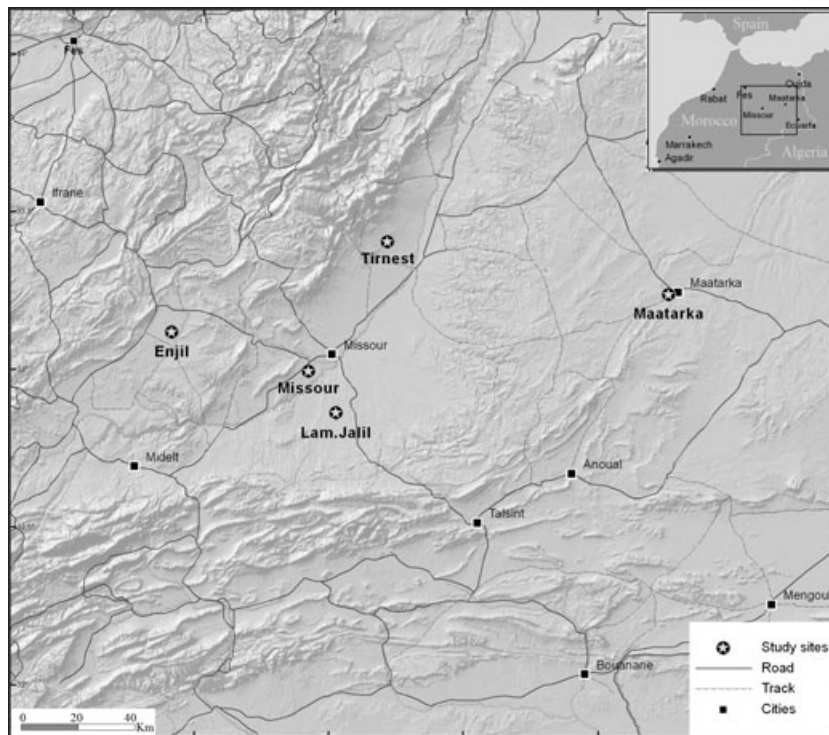 Fes
Ifrane
Tirnest
Maatarka
Maatarka
Enjil
Missour
Missour
Lam.Jalil
Midelt
Anoual
Talsint
Mengoub
Bouanane
Spain
Oujda
Rabat
Fes
Maatarka
Morocco
Missour
Bouarfa
Marrakech
Algeria
Agadir
Study sites
Road
Track
Cities
0 20 40
Km